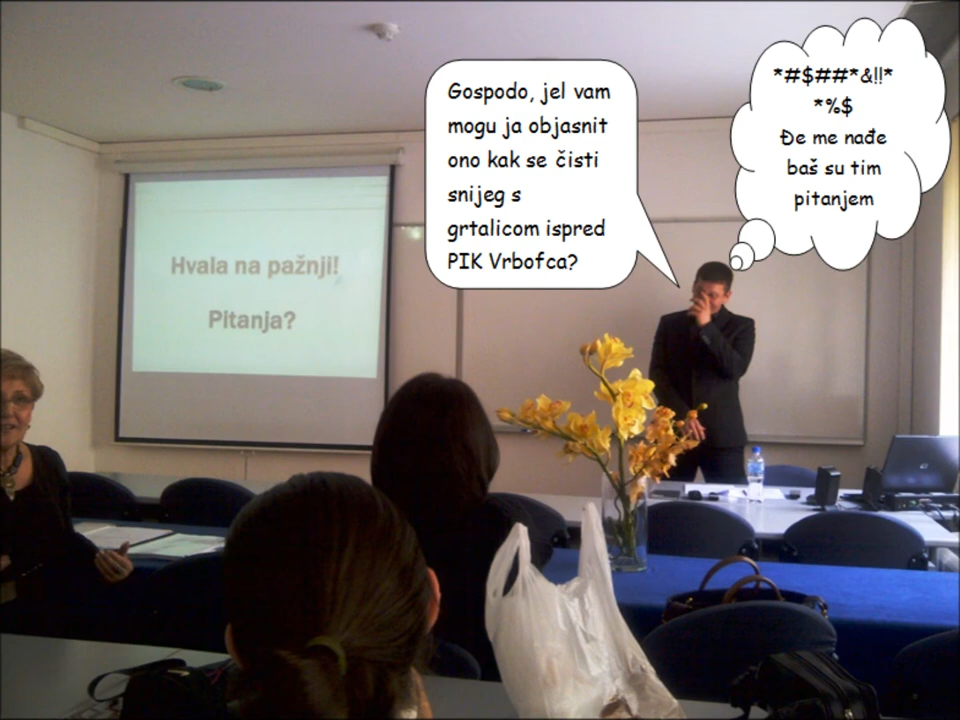 *#$##*&!!*
*%$
Đe me nađe
baš su tim
pitanjem
Gospodo, jel vam
mogu ja objasnit
ono kak se čisti
snijeg s
grtalicom ispred
PIK Vrbofca?
Hvala na pažnji!
Pitanja?